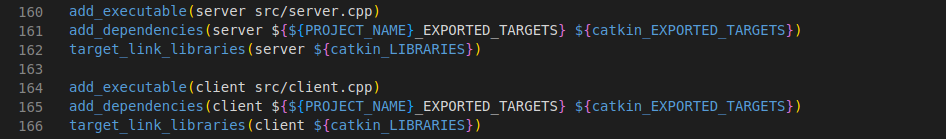 160 add_executable(server src/server.cpp)
161 add_dependencies(server ${${PROJECT_NAME}_EXPORTED_TARGETS} ${catkin_EXPORTED_TARGETS})
162 target_link_libraries(server ${catkin_LIBRARIES})
163
164 add_executable(client src/client.cpp)
165 add_dependencies(client ${${PROJECT_NAME}_EXPORTED_TARGETS} ${catkin_EXPORTED_TARGETS})
166 target_link_libraries(client ${catkin_LIBRARIES})